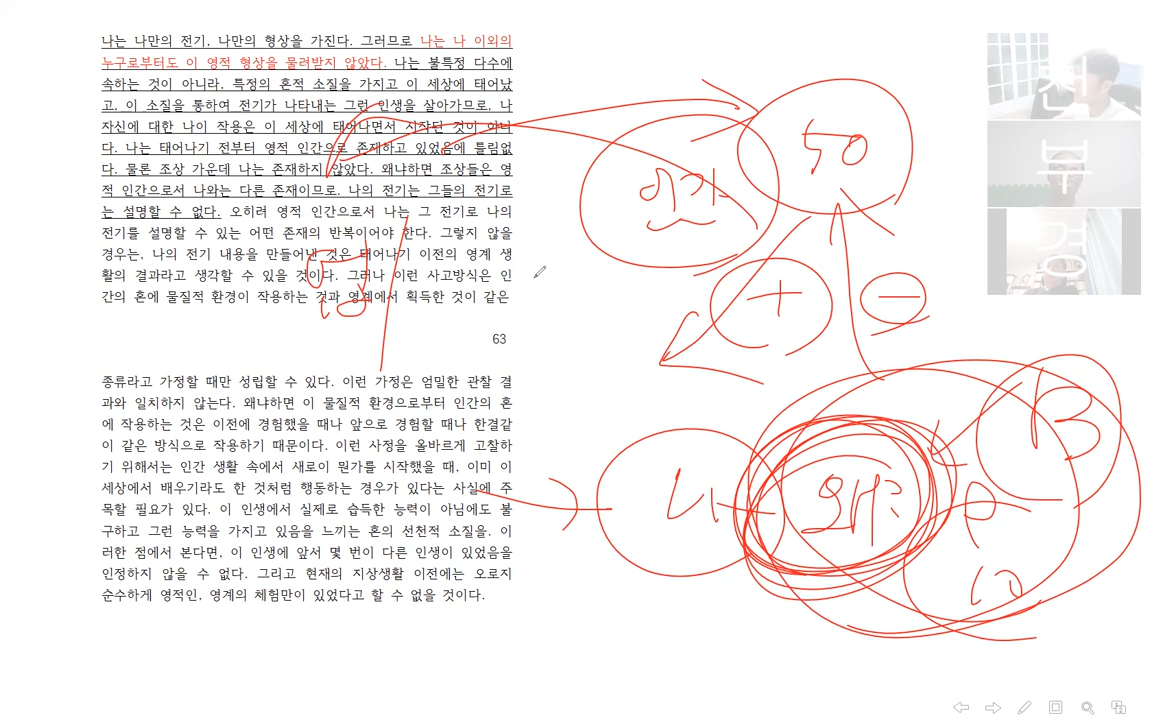 나는 나만의 전기, 나만의 형상을 가진다. 그러므로 나는 나 이외의
누구로부터도 이 영적 형상을 물려받지 않았다. 나는 불특정 다수에
속하는 것이 아니라, 특정의 혼적 소질을 가지고 이 세상에 태어났
고, 이 소질을 통하여 전기가 나타내는 그런 인생을 살아가므로, 나
자신에 대한 나이 작용은 이 세상에 태어나면서 시작된 것이 아니
다. 나는 태어나기 전부터 영적 인간으로 존재하고 있었음에 틀림없
다. 물론 조상 가운데 나는 존재하지 않았다. 왜냐하면 조상들은 영
적 인간으로서 나와는 다른 존재이므로, 나의 전기는 그들의 전기로
는 설명할 수 없다. 오히려 영적 인간으로서 나는 그 전기로 나의
전기를 설명할 수 있는 어떤 존재의 반복이어야 한다. 그렇지 않을
경우는, 나의 전기 내용을 만들어낸 것은 태어나기 이전의 영계 생
활의 결과라고 생각할 수 있을 것이다. 그러나 이런 사고방식은 인
간의 혼에 물질적 환경이 작용하는 것과 영계에서 획득한 것이 같은
63
종류라고 가정할 때만 성립할 수 있다. 이런 가정은 엄밀한 관찰 결
과와 일치하지 않는다. 왜냐하면 이 물질적 환경으로부터 인간의 혼
에 작용하는 것은 이전에 경험했을 때나 앞으로 경험할 때나 한결같
이 같은 방식으로 작용하기 때문이다. 이런 사정을 올바르게 고찰하
기 위해서는 인간 생활 속에서 새로이 뭔가를 시작했을 때, 이미 이
세상에서 배우기라도 한 것처럼 행동하는 경우가 있다는 사실에 주
목할 필요가 있다. 이 인생에서 실제로 습득한 능력이 아님에도 불
구하고 그런 능력을 가지고 있음을 느끼는 혼의 선천적 소질을. 이
러한 점에서 본다면, 이 인생에 앞서 몇 번이 다른 인생이 있었음을
인정하지 않을 수 없다. 그리고 현재의 지상생활 이전에는 오로지
순수하게 영적인, 영계의 체험만이 있었다고 할 수 없을 것이다.
50
+
−
나
B
부
경